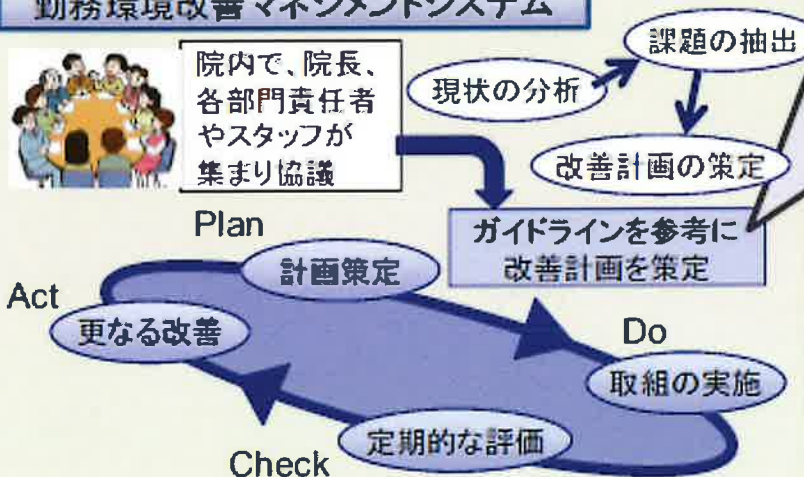 勤務環境改善マネジメントシステム
院内で、院長、
各部門責任者
やスタッフが
集まり協議
現状の分析
課題の抽出
改善計画の策定
ガイドラインを参考に
改善計画を策定
Plan
計画策定
Act
更なる改善
Do
取組の実施
定期的な評価
Check